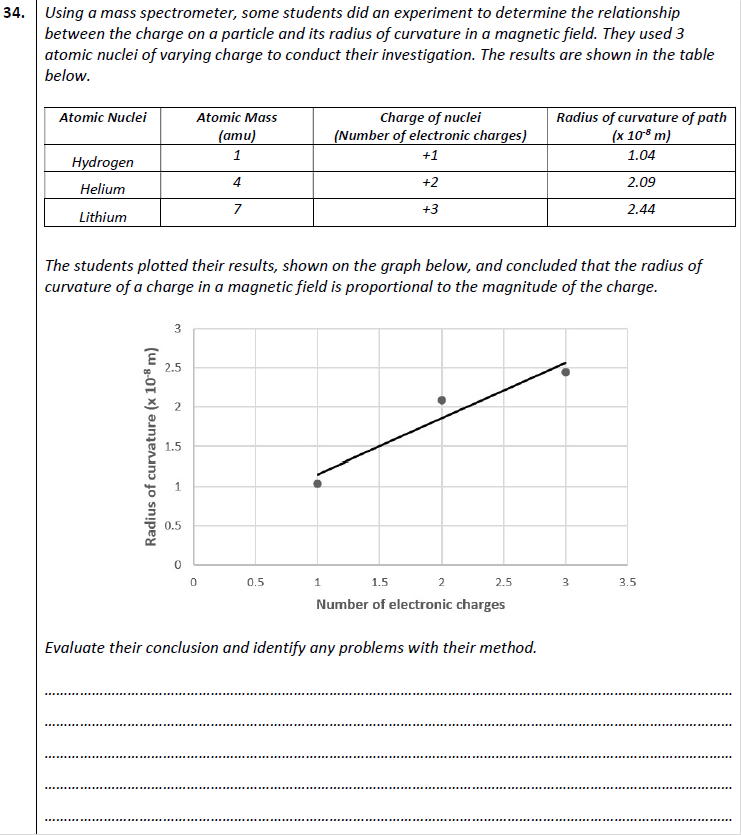 34. Using a mass spectrometer, some students did an experiment to determine the relationship
between the charge on a particle and its radius of curvature in a magnetic field. They used 3
atomic nuclei of varying charge to conduct their investigation. The results are shown in the table
below.
Atomic Nuclei Atomic Mass (amu) Charge of nuclei (Number of electronic charges) Radius of curvature of path (x 10⁻⁸ m)
Hydrogen 1 +1 1.04
Helium 4 +2 2.09
Lithium 7 +3 2.44
The students plotted their results, shown on the graph below, and concluded that the radius of
curvature of a charge in a magnetic field is proportional to the magnitude of the charge.
Radius of curvature (x 10⁻⁸ m)
3
2.5
2
1.5
1
0.5
0
0 0.5 1 1.5 2 2.5 3 3.5
Number of electronic charges
Evaluate their conclusion and identify any problems with their method.